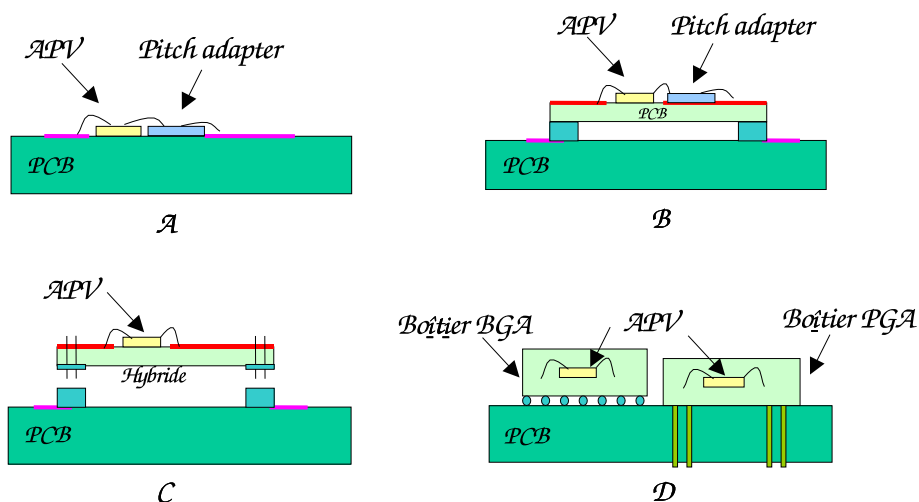 APV
Pitch adapter
PCB
A
APV
Pitch adapter
PCB
PCB
B
APV
Hybride
PCB
C
Boîtier BGA
APV
Boîtier PGA
PCB
D